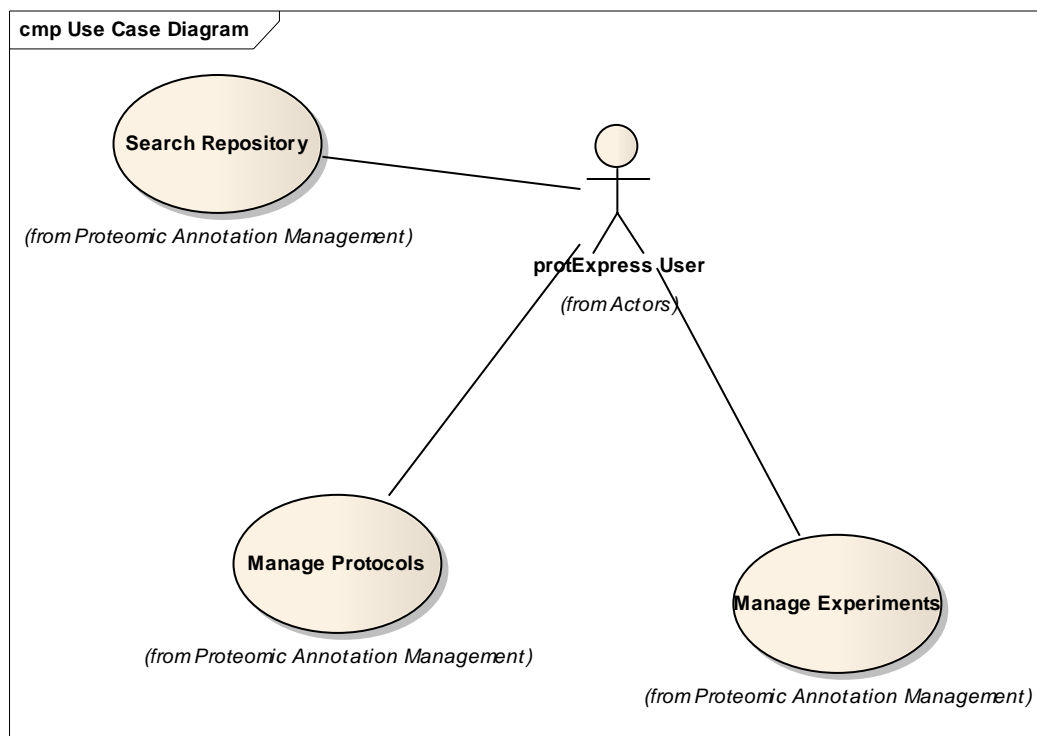 cmp Use Case Diagram
Search Repository
(from Proteomic Annotation Management)
protExpress User
(from Actors)
Manage Protocols
(from Proteomic Annotation Management)
Manage Experiments
(from Proteomic Annotation Management)